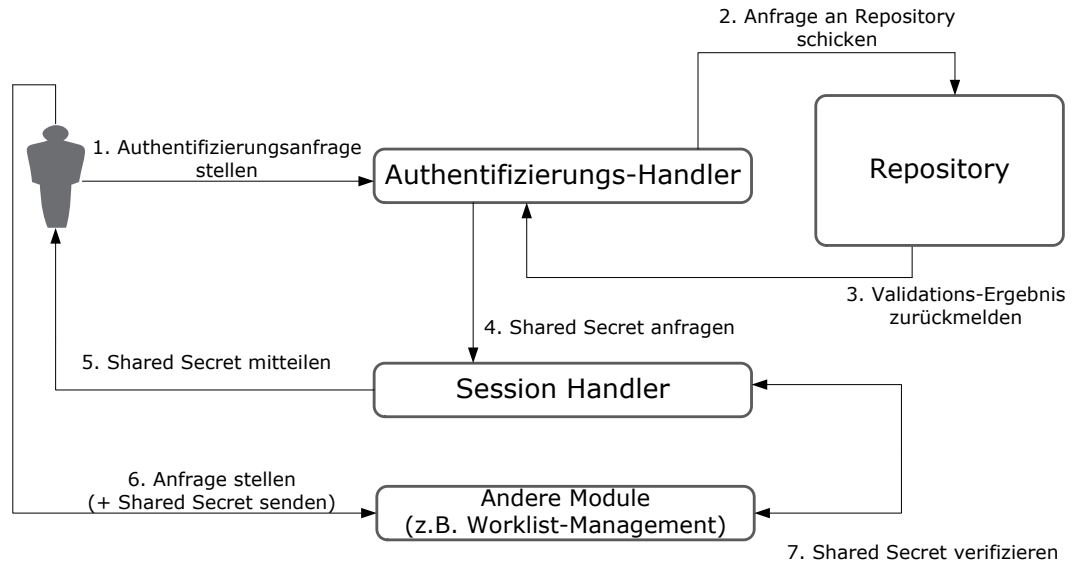 2. Anfrage an Repository
schicken
1. Authentifizierungsanfrage
stellen
Authentifizierungs-Handler
Repository
3. Validations-Ergebnis
zurückmelden
4. Shared Secret anfragen
5. Shared Secret mitteilen
Session Handler
6. Anfrage stellen
(+ Shared Secret senden)
Andere Module
(z.B. Worklist-Management)
7. Shared Secret verifizieren